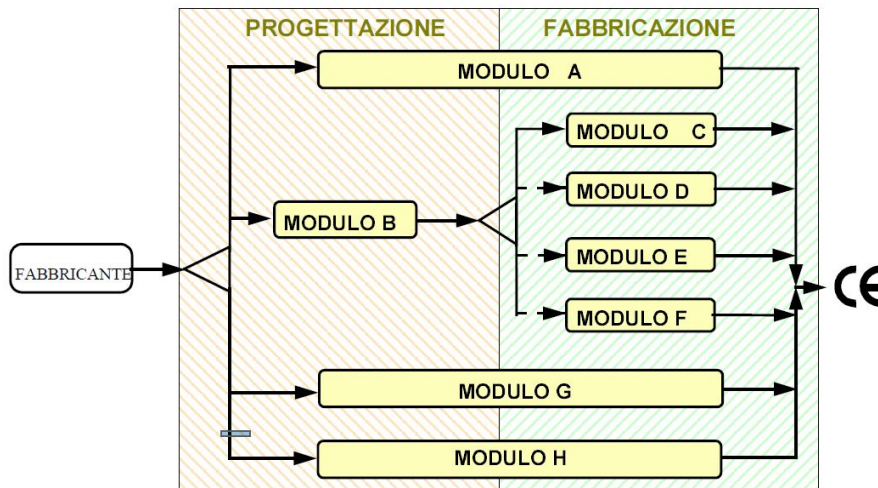 PROGETTAZIONE
FABBRICAZIONE
MODULO A
MODULO C
MODULO D
MODULO B
MODULO E
FABBRICANTE
CE
MODULO F
MODULO G
MODULO H